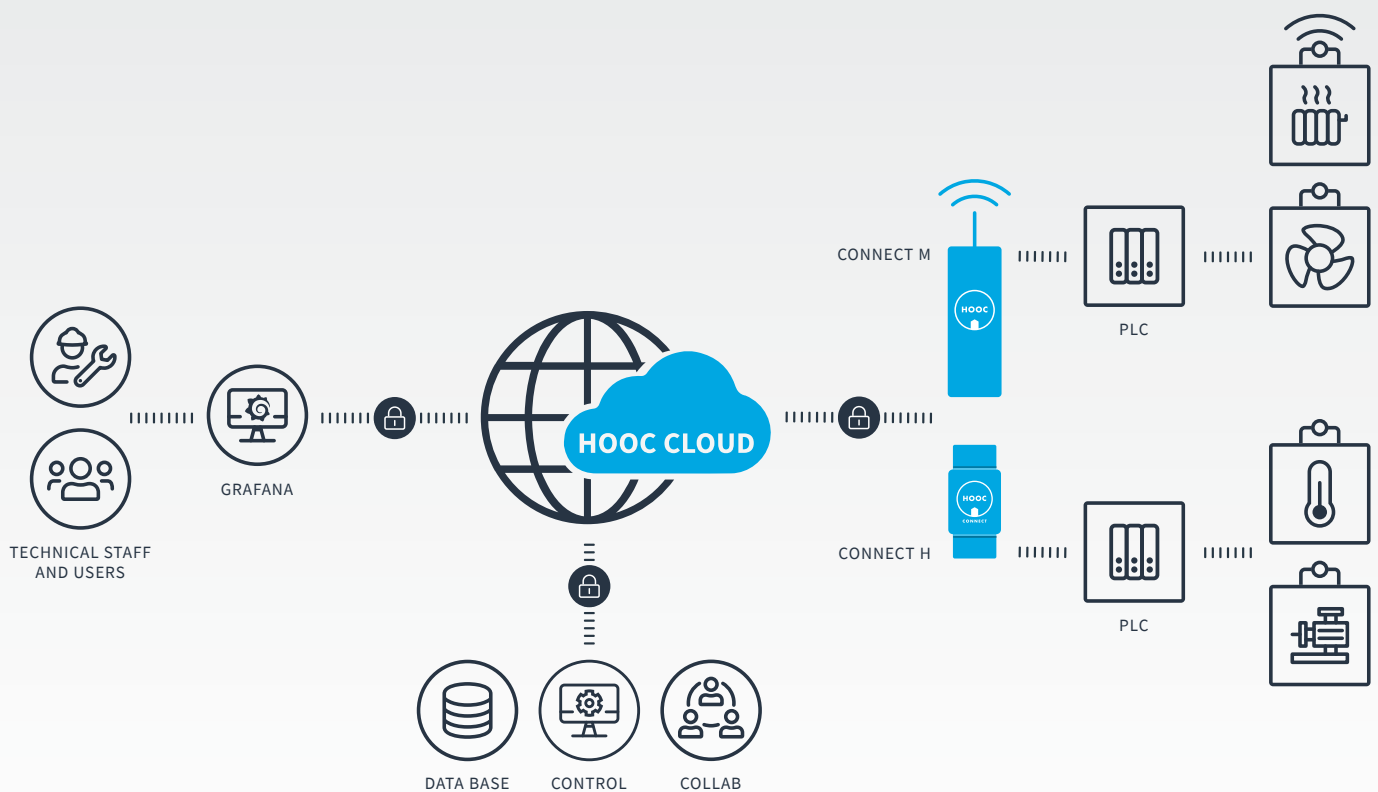 CONNECT M
HOOC
PLC
TECHNICAL STAFF
AND USERS
GRAFANA
HOOC CLOUD
HOOC
CONNECT
CONNECT H
PLC
DATA BASE
CONTROL
COLLAB